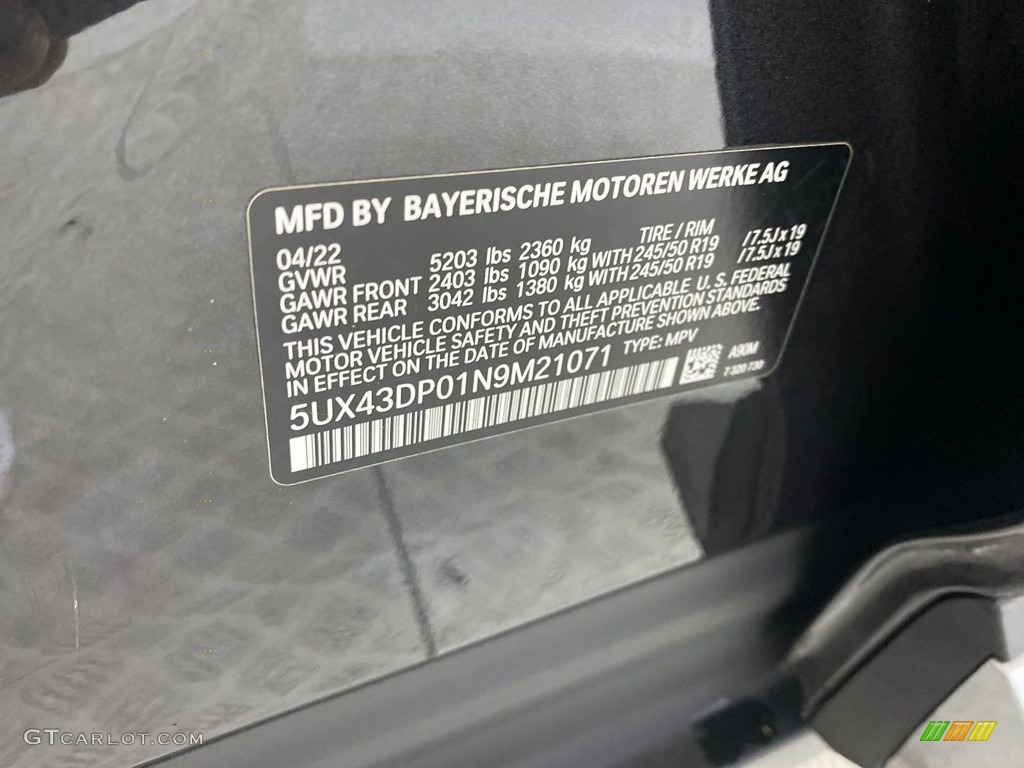 MFD BY BAYERISCHE MOTOREN WERKE AG
04/22 TIRE / RIM
GVWR 5203 lbs 2360 kg
GAWR FRONT 2403 lbs 1090 kg WITH 245/50 R19 /7.5J x 19
GAWR REAR 3042 lbs 1380 kg WITH 245/50 R19 /7.5J x 19
THIS VEHICLE CONFORMS TO ALL APPLICABLE U.S. FEDERAL
MOTOR VEHICLE SAFETY AND THEFT PREVENTION STANDARDS
IN EFFECT ON THE DATE OF MANUFACTURE SHOWN ABOVE.
5UX43DP01N9M21071 TYPE: MPV
A90M
7 320 730
GTCARLOT.COM